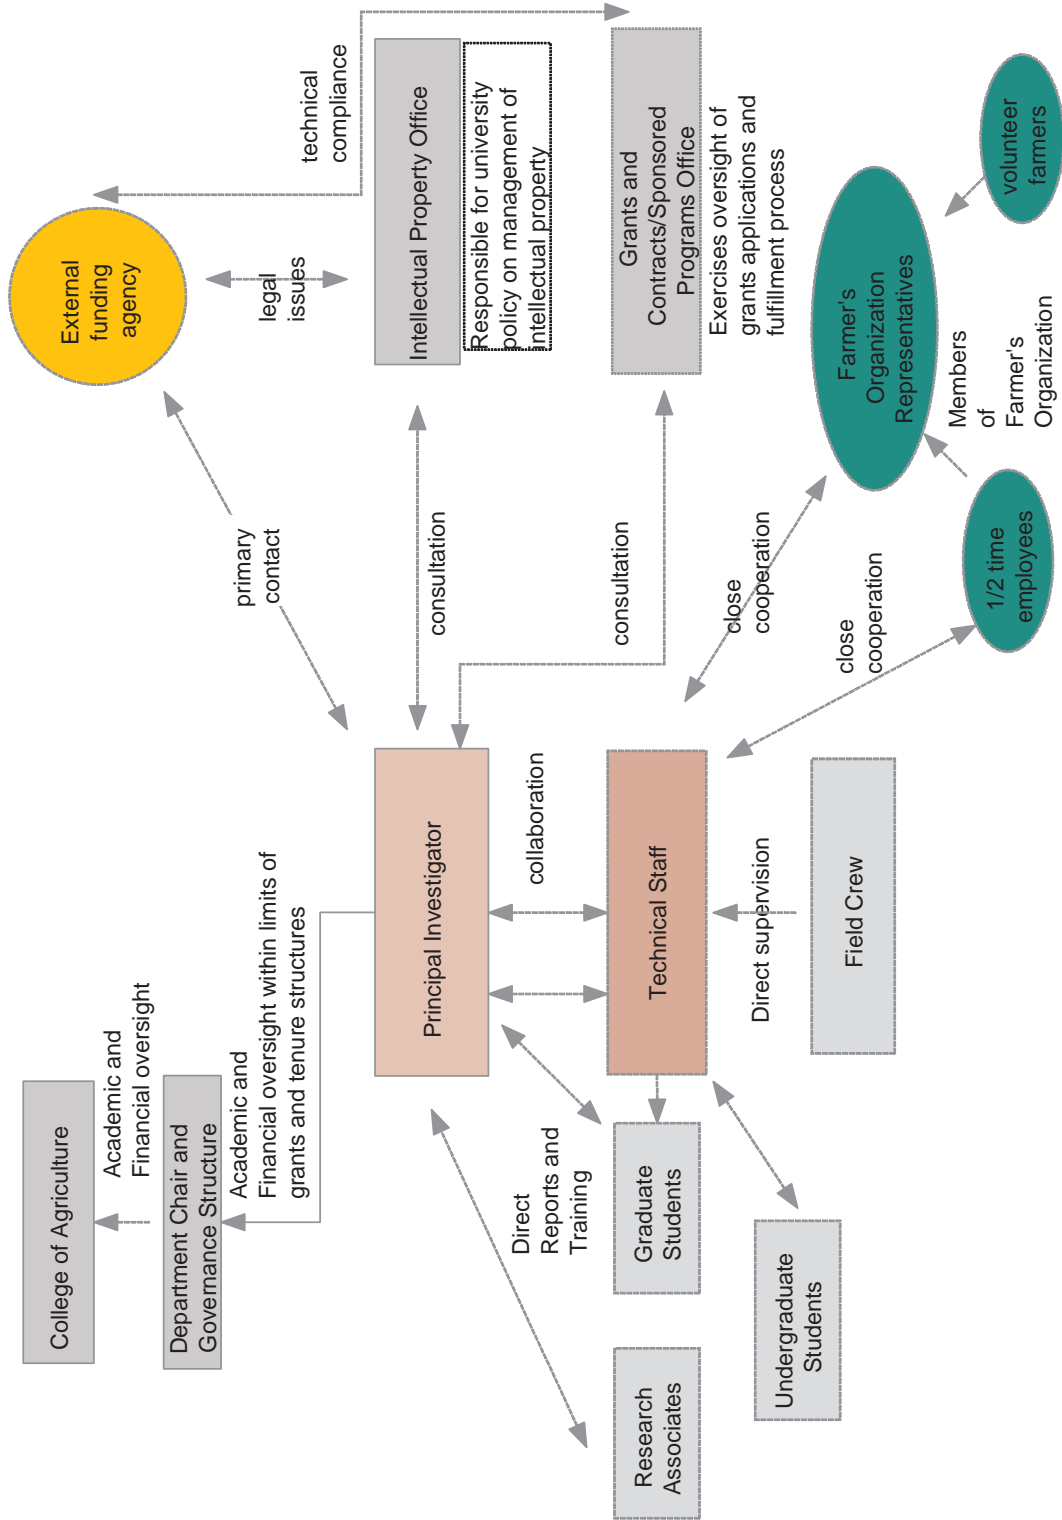 College of Agriculture
Academic and
Financial oversight
Department Chair and
Governance Structure
Academic and
Financial oversight within limits of
grants and tenure structures
External
funding
agency
primary
contact
legal
issues
technical
compliance
Principal Investigator
consultation
Intellectual Property Office
Responsible for university
policy on management of
intellectual property
Direct
Reports and
Training
collaboration
consultation
Grants and
Contracts/Sponsored
Programs Office
Exercises oversight of
grants applications and
fulfillment process
Research
Associates
Graduate
Students
Technical Staff
close
cooperation
Undergraduate
Students
Direct supervision
Field Crew
close
cooperation
Farmer's
Organization
Representatives
Members
of
Farmer's
Organization
1/2 time
employees
volunteer
farmers